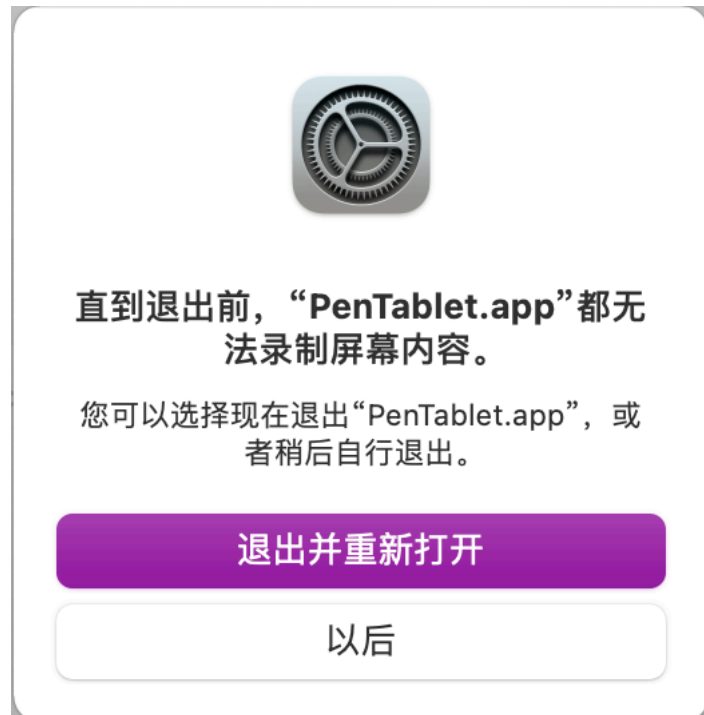 直到退出前，“PenTablet.app”都无
法录制屏幕内容。
您可以选择现在退出“PenTablet.app”，或
者稍后自行退出。
退出并重新打开
以后